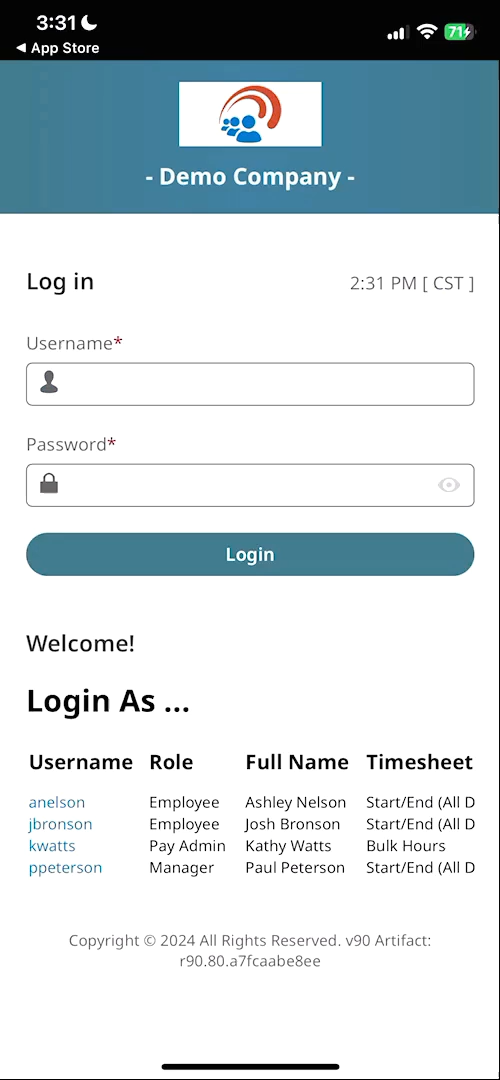 3:31
71
◀ App Store
- Demo Company -
Log in 2:31 PM [ CST ]
Username*
Password*
Login
Welcome!
Login As ...
Username Role Full Name Timesheet
anelson Employee Ashley Nelson Start/End (All D
jbronson Employee Josh Bronson Start/End (All D
kwatts Pay Admin Kathy Watts Bulk Hours
ppeterson Manager Paul Peterson Start/End (All D
Copyright © 2024 All Rights Reserved. v90 Artifact:
r90.80.a7fcaabe8ee